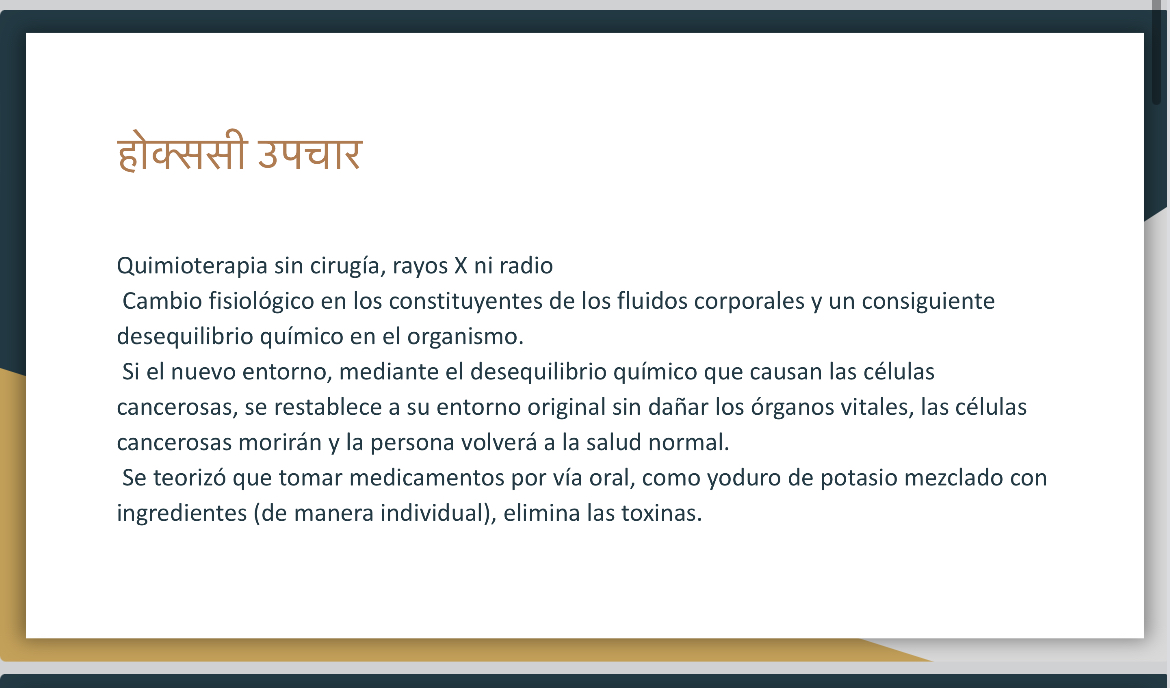 होक्ससी उपचार
Quimioterapia sin cirugía, rayos X ni radio
Cambio fisiológico en los constituyentes de los fluidos corporales y un consiguiente
desequilibrio químico en el organismo.
Si el nuevo entorno, mediante el desequilibrio químico que causan las células
cancerosas, se restablece a su entorno original sin dañar los órganos vitales, las células
cancerosas morirán y la persona volverá a la salud normal.
Se teorizó que tomar medicamentos por vía oral, como yoduro de potasio mezclado con
ingredientes (de manera individual), elimina las toxinas.